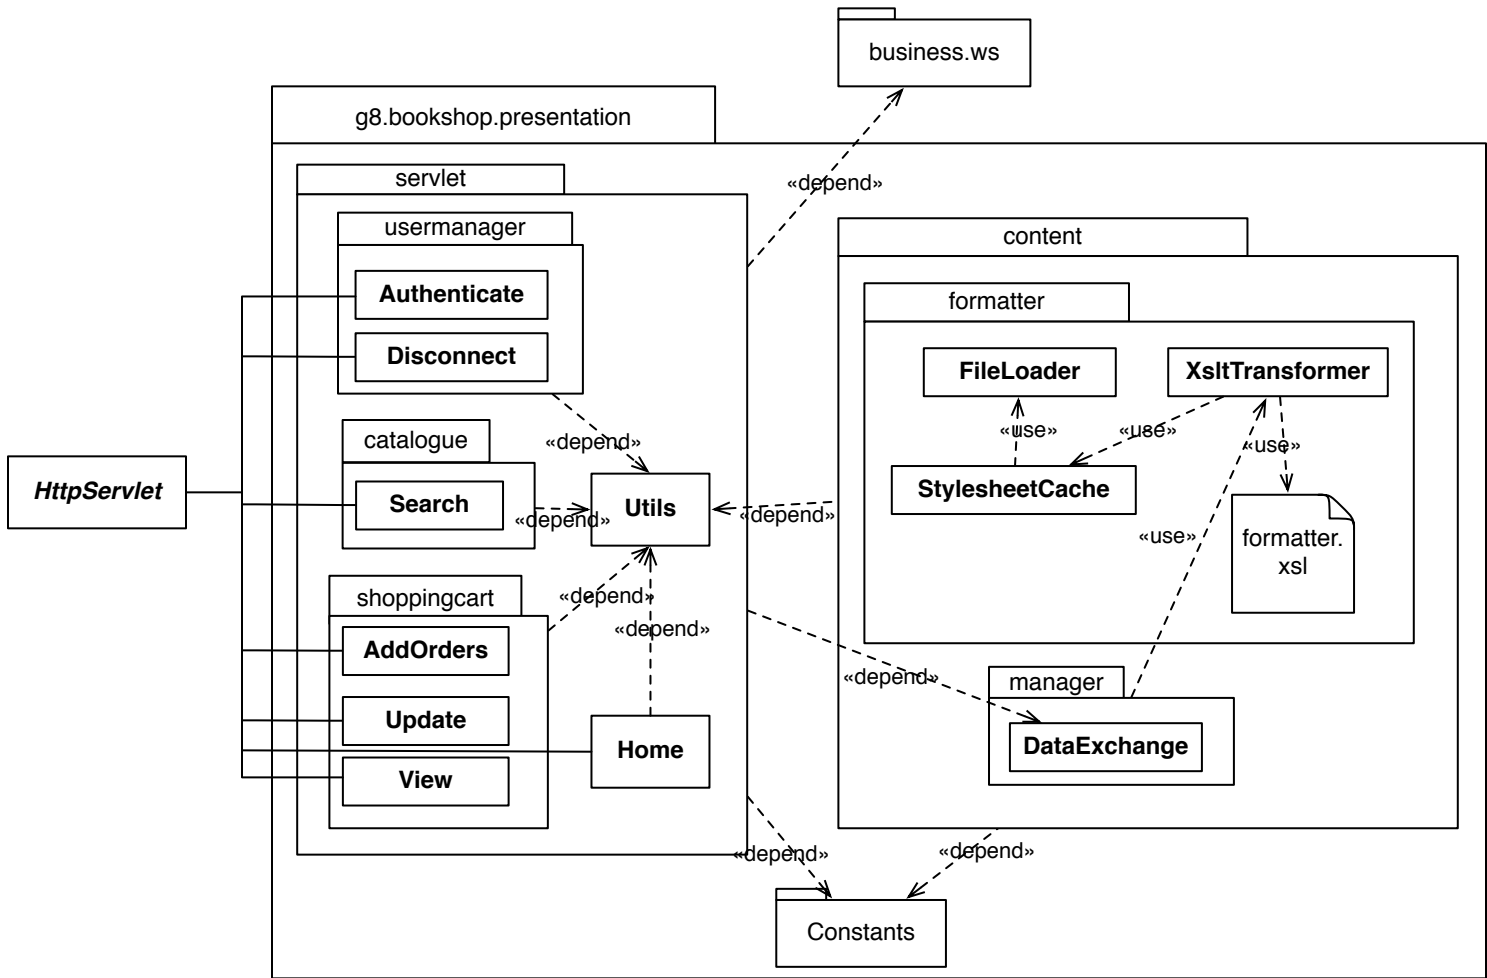 business.ws
g8.bookshop.presentation
servlet
«depend»
usermanager
content
Authenticate
formatter
Disconnect
FileLoader
XsltTransformer
catalogue
«depend»
«use»
«use»
«use»
HttpServlet
Search
«depend»
Utils
«depend»
StylesheetCache
«use»
formatter.
xsl
shoppingcart
«depend»
«depend»
AddOrders
«depend»
manager
Update
Home
DataExchange
View
«depend»
«depend»
Constants